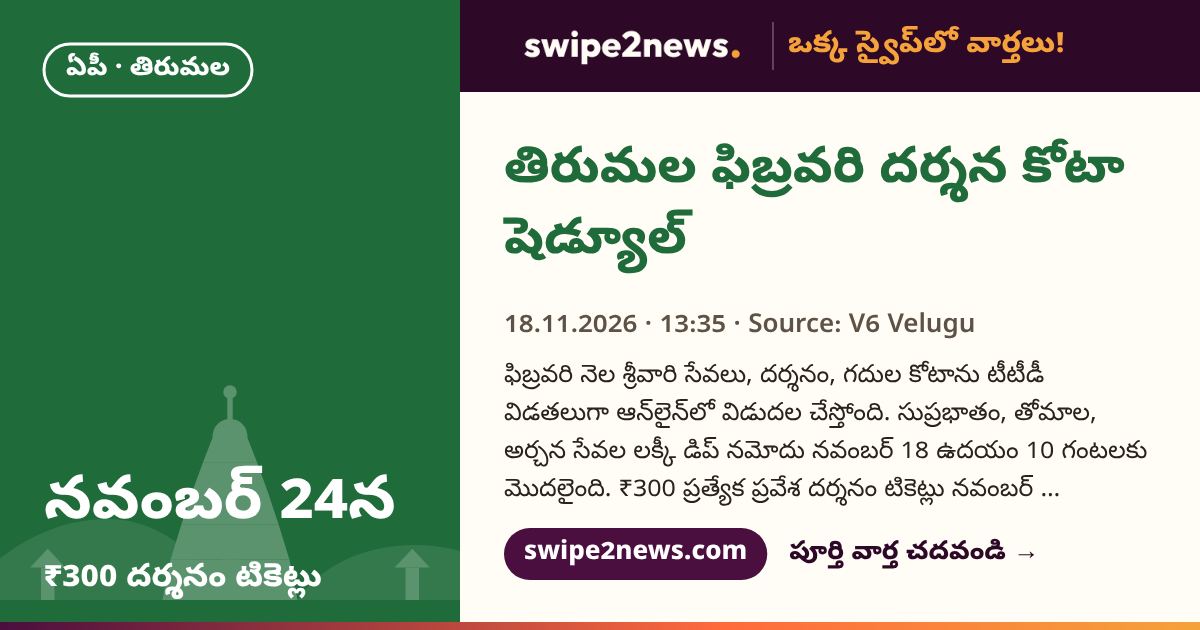 ఏపీ · తిరుమల
నవంబర్ 24న
₹300 దర్శనం టికెట్లు
swipe2news.
ఒక్క స్వైప్‌లో వార్తలు!
తిరుమల ఫిబ్రవరి దర్శన కోటా
షెడ్యూల్
18.11.2026 · 13:35 · Source: V6 Velugu
ఫిబ్రవరి నెల శ్రీవారి సేవలు, దర్శనం, గదుల కోటాను టీటీడీ
విడతలుగా ఆన్‌లైన్‌లో విడుదల చేస్తోంది. సుప్రభాతం, తోమాల,
అర్చన సేవల లక్కీ డిప్ నమోదు నవంబర్ 18 ఉదయం 10 గంటలకు
మొదలైంది. ₹300 ప్రత్యేక ప్రవేశ దర్శనం టికెట్లు నవంబర్ ...
swipe2news.com
పూర్తి వార్త చదవండి →